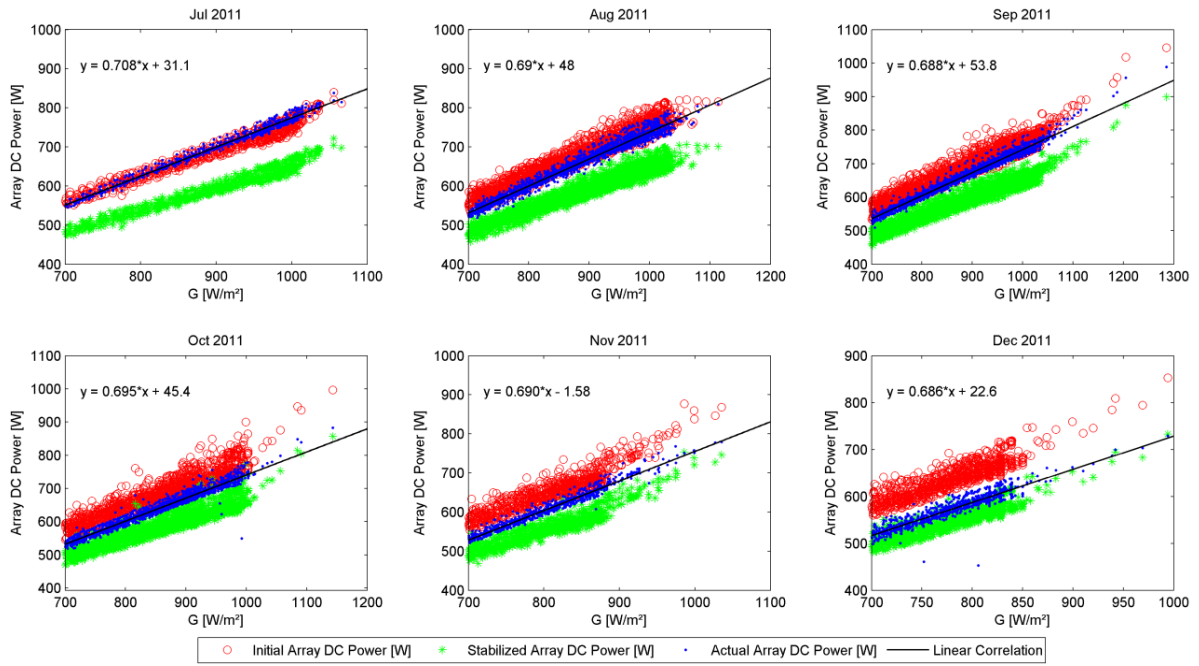 Jul 2011
1000
900
800
700
600
500
400
Array DC Power [W]
y = 0.708*x + 31.1
700 800 900 1000 1100
G [W/m²]
Aug 2011
1000
900
800
700
600
500
400
Array DC Power [W]
y = 0.69*x + 48
700 800 900 1000 1100 1200
G [W/m²]
Sep 2011
1100
1000
900
800
700
600
500
400
Array DC Power [W]
y = 0.688*x + 53.8
700 800 900 1000 1100 1200 1300
G [W/m²]
Oct 2011
1100
1000
900
800
700
600
500
400
Array DC Power [W]
y = 0.695*x + 45.4
700 800 900 1000 1100 1200
G [W/m²]
Nov 2011
1000
900
800
700
600
500
400
Array DC Power [W]
y = 0.690*x - 1.58
700 800 900 1000 1100
G [W/m²]
Dec 2011
900
800
700
600
500
400
Array DC Power [W]
y = 0.686*x + 22.6
700 750 800 850 900 950 1000
G [W/m²]
Initial Array DC Power [W] Stabilized Array DC Power [W] Actual Array DC Power [W] Linear Correlation